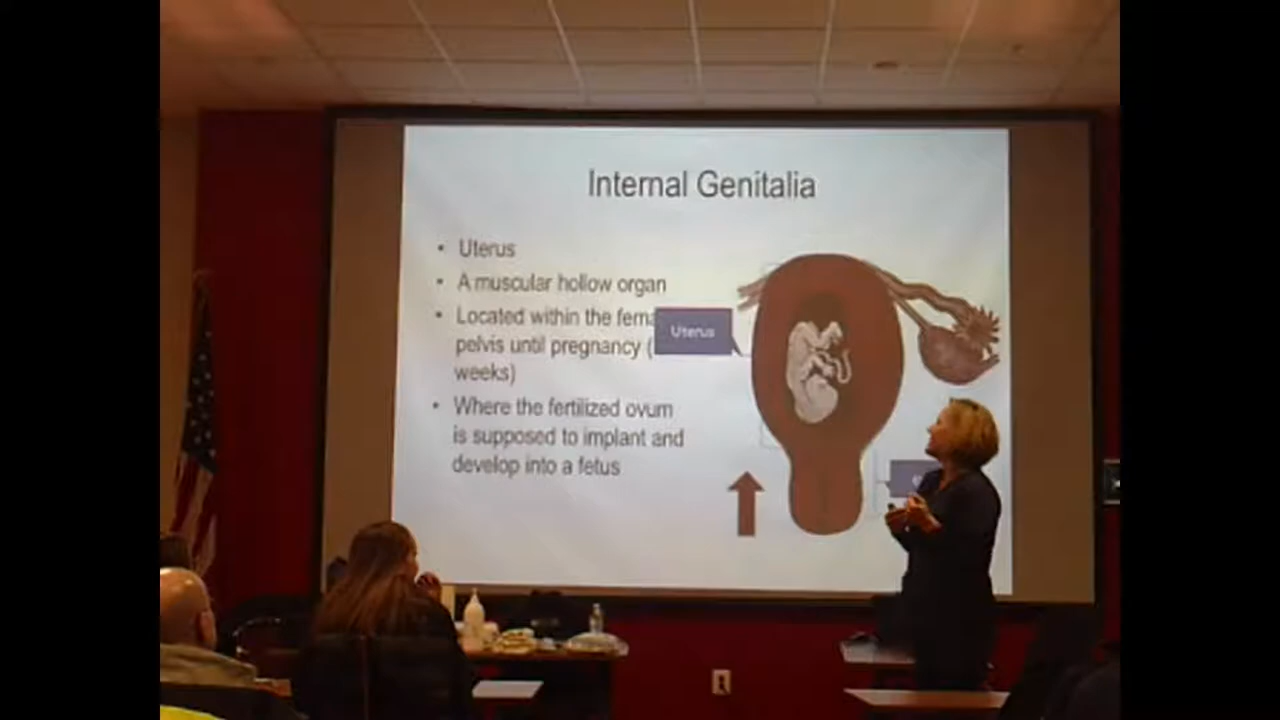 Internal Genitalia
• Uterus
• A muscular hollow organ
• Located within the
pelvis until pregnancy (
weeks)
• Where the fertilized ovum
is supposed to implant and
develop into a fetus
Uterus